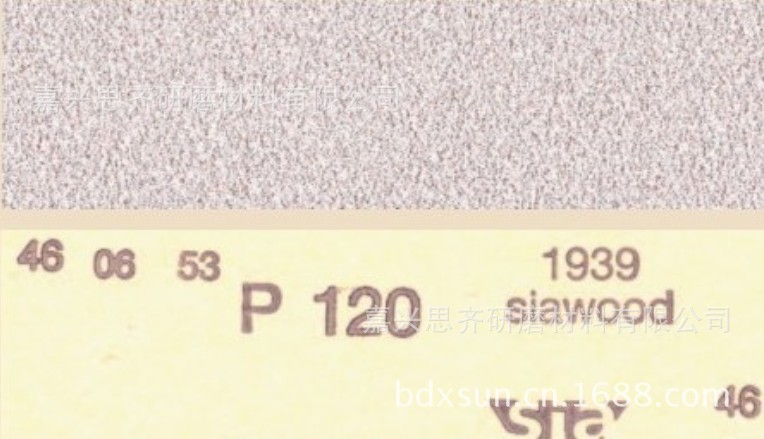 嘉兴思齐研磨材料有限公司
46 06 53
1939
P 120
siawood
嘉兴思齐研磨材料有限公司
bdxsun.cn.1688.com
46
sia